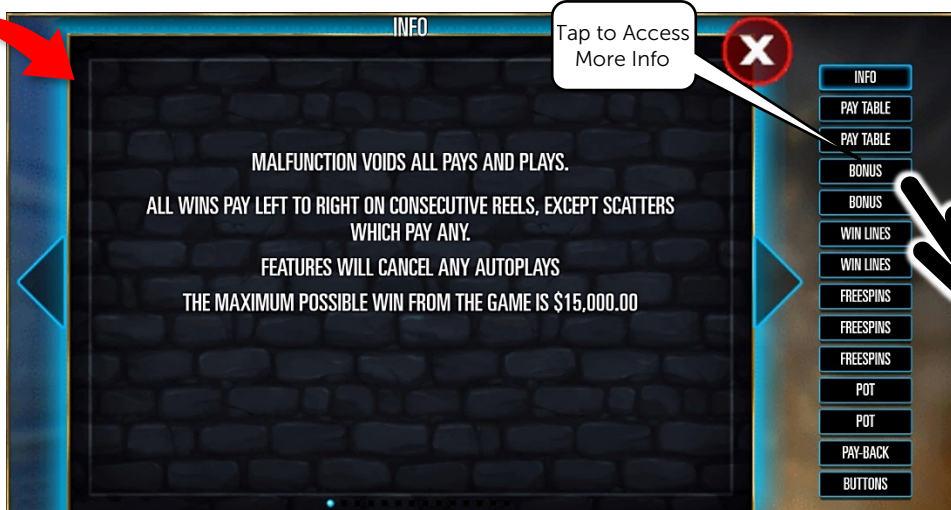 INFO
Tap to Access
More Info
X
MALFUNCTION VOIDS ALL PAYS AND PLAYS.
ALL WINS PAY LEFT TO RIGHT ON CONSECUTIVE REELS, EXCEPT SCATTERS
WHICH PAY ANY.
FEATURES WILL CANCEL ANY AUTOPLAYS
THE MAXIMUM POSSIBLE WIN FROM THE GAME IS $15,000.00
INFO
PAY TABLE
PAY TABLE
BONUS
BONUS
WIN LINES
WIN LINES
FREESPINS
FREESPINS
FREESPINS
POT
POT
PAY-BACK
BUTTONS